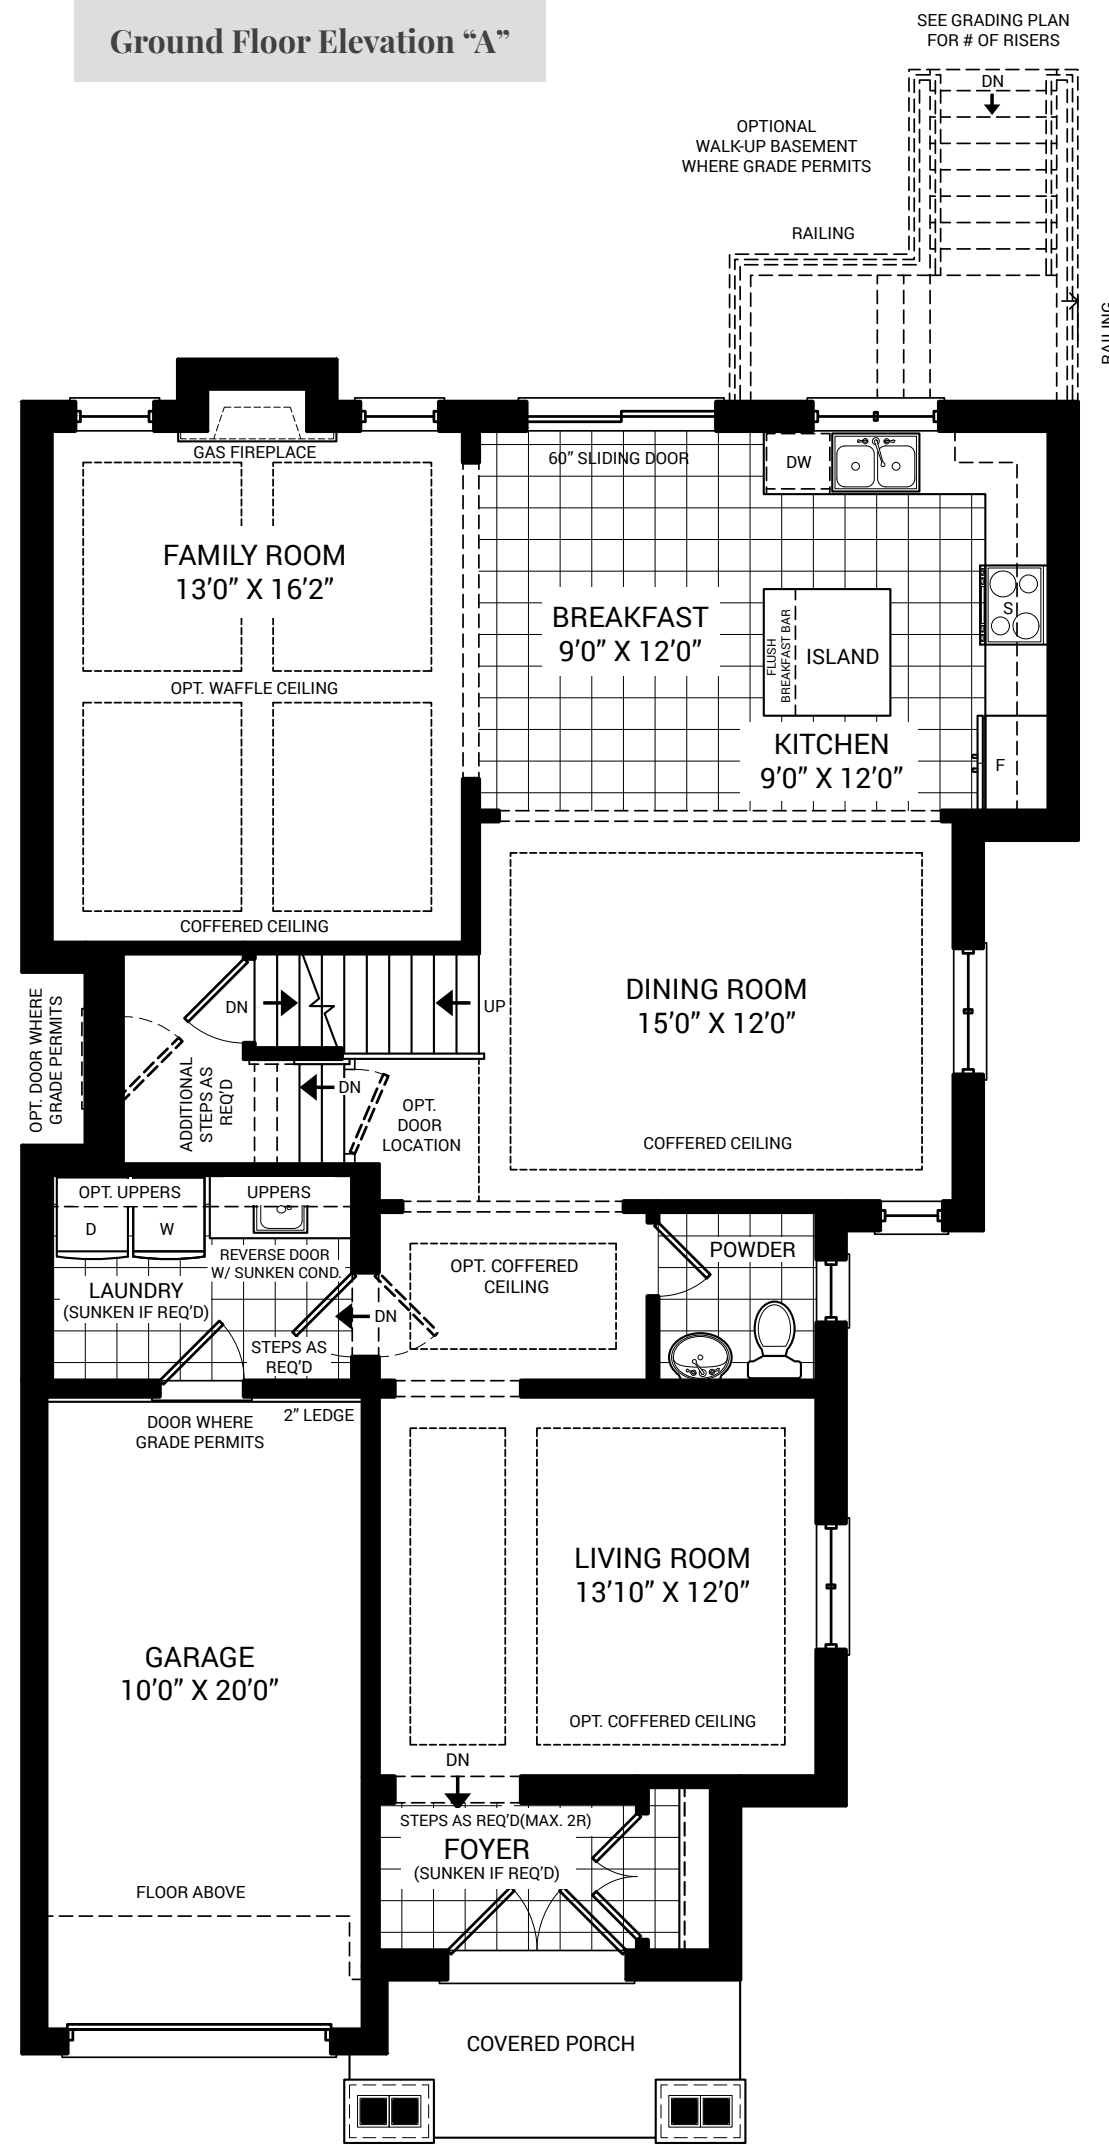 Ground Floor Elevation “A”
SEE GRADING PLAN
FOR # OF RISERS
DN
OPTIONAL
WALK-UP BASEMENT
WHERE GRADE PERMITS
RAILING
RAILING
GAS FIREPLACE
60” SLIDING DOOR
DW
FAMILY ROOM
13’0” X 16’2”
BREAKFAST
9’0” X 12’0”
FLUSH
BREAKFAST BAR
ISLAND
S
OPT. WAFFLE CEILING
KITCHEN
9’0” X 12’0”
F
COFFERED CEILING
DINING ROOM
15’0” X 12’0”
DN
UP
OPT. DOOR WHERE
GRADE PERMITS
ADDITIONAL
STEPS AS
REQ’D
DN
OPT.
DOOR
LOCATION
COFFERED CEILING
OPT. UPPERS
UPPERS
D
W
REVERSE DOOR
W/ SUNKEN COND.
LAUNDRY
(SUNKEN IF REQ’D)
DN
STEPS AS
REQ’D
OPT. COFFERED
CEILING
POWDER
2” LEDGE
DOOR WHERE
GRADE PERMITS
LIVING ROOM
13’10” X 12’0”
GARAGE
10’0” X 20’0”
OPT. COFFERED CEILING
DN
STEPS AS REQ’D(MAX. 2R)
FOYER
(SUNKEN IF REQ’D)
FLOOR ABOVE
COVERED PORCH